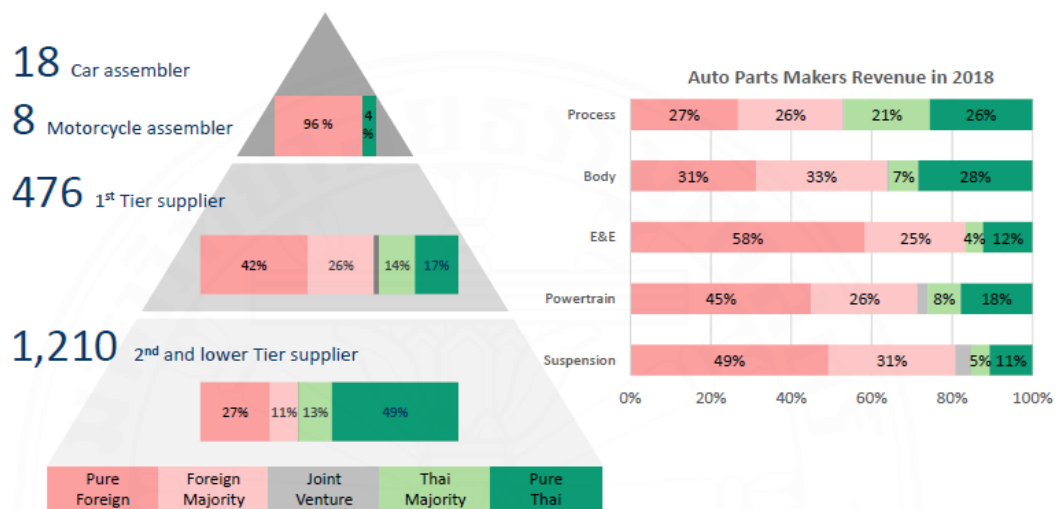 18 Car assembler
8 Motorcycle assembler
96 %
4
%
476 1st Tier supplier
42%
26%
14%
17%
1,210 2nd and lower Tier supplier
27%
11%
13%
49%
Pure
Foreign
Foreign
Majority
Joint
Venture
Thai
Majority
Pure
Thai
Auto Parts Makers Revenue in 2018
Process
27%
26%
21%
26%
Body
31%
33%
7%
28%
E&E
58%
25%
4%
12%
Powertrain
45%
26%
8%
18%
Suspension
49%
31%
5%
11%
0%
20%
40%
60%
80%
100%